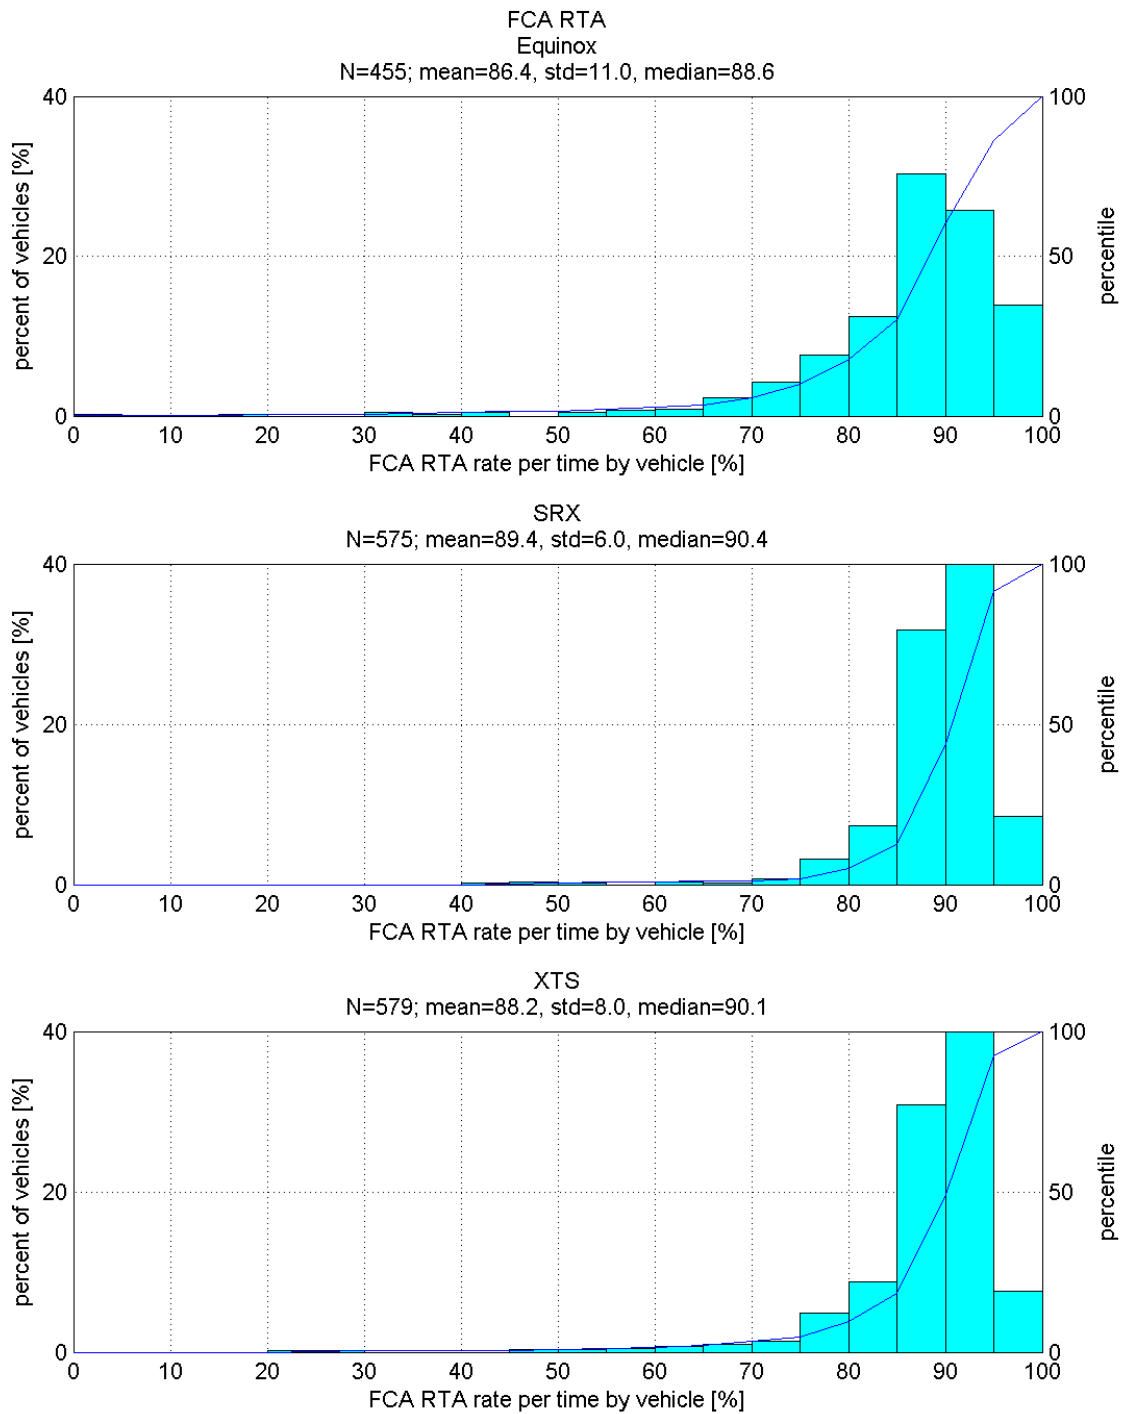 FCA RTA
Equinox
N=455; mean=86.4, std=11.0, median=88.6
percent of vehicles [%]
40
20
0
100
50
0
percentile
0 10 20 30 40 50 60 70 80 90 100
FCA RTA rate per time by vehicle [%]
SRX
N=575; mean=89.4, std=6.0, median=90.4
percent of vehicles [%]
40
20
0
100
50
0
percentile
0 10 20 30 40 50 60 70 80 90 100
FCA RTA rate per time by vehicle [%]
XTS
N=579; mean=88.2, std=8.0, median=90.1
percent of vehicles [%]
40
20
0
100
50
0
percentile
0 10 20 30 40 50 60 70 80 90 100
FCA RTA rate per time by vehicle [%]